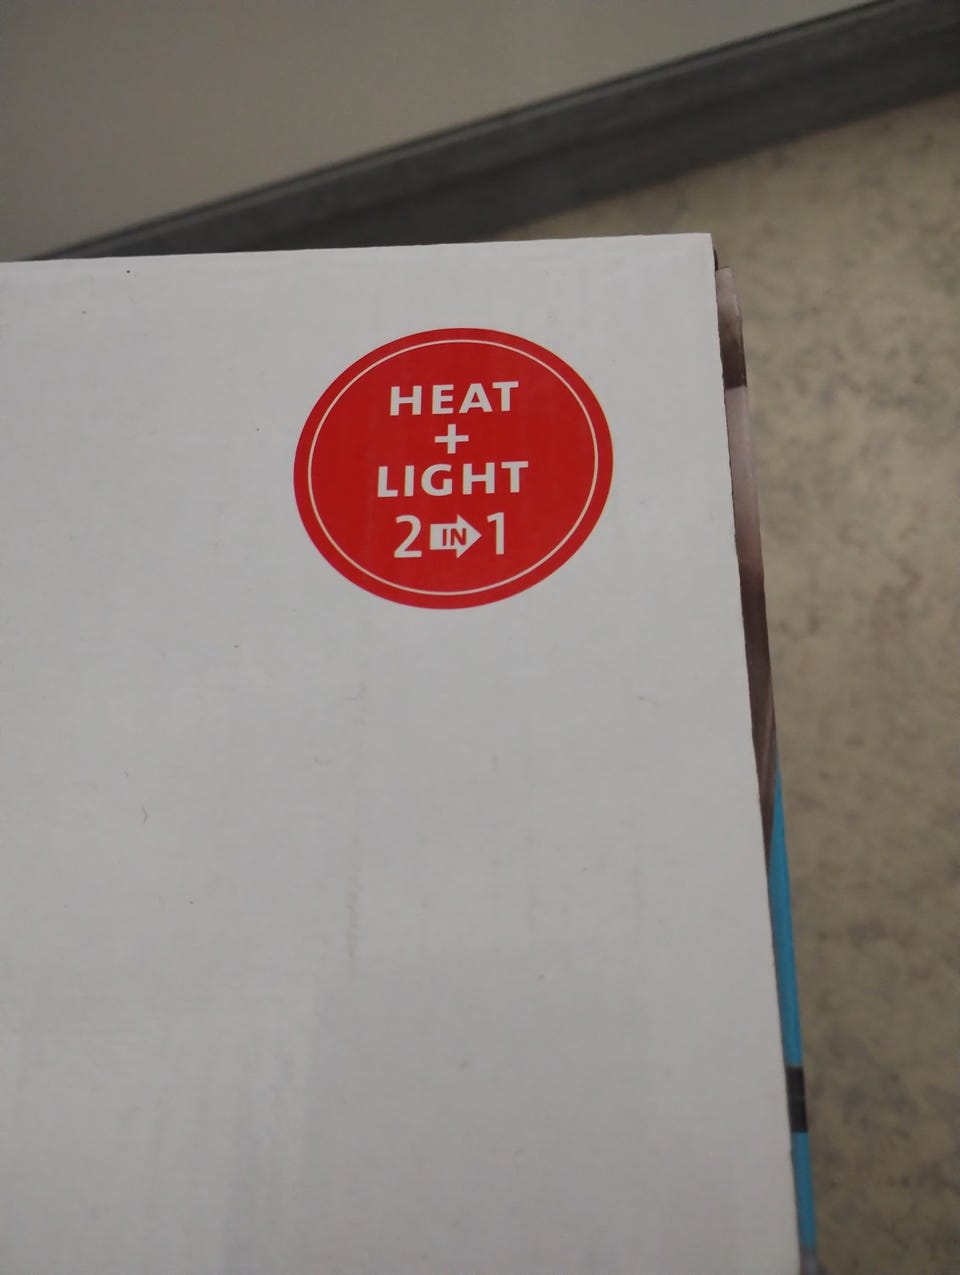 HEAT
+
LIGHT
2 IN 1